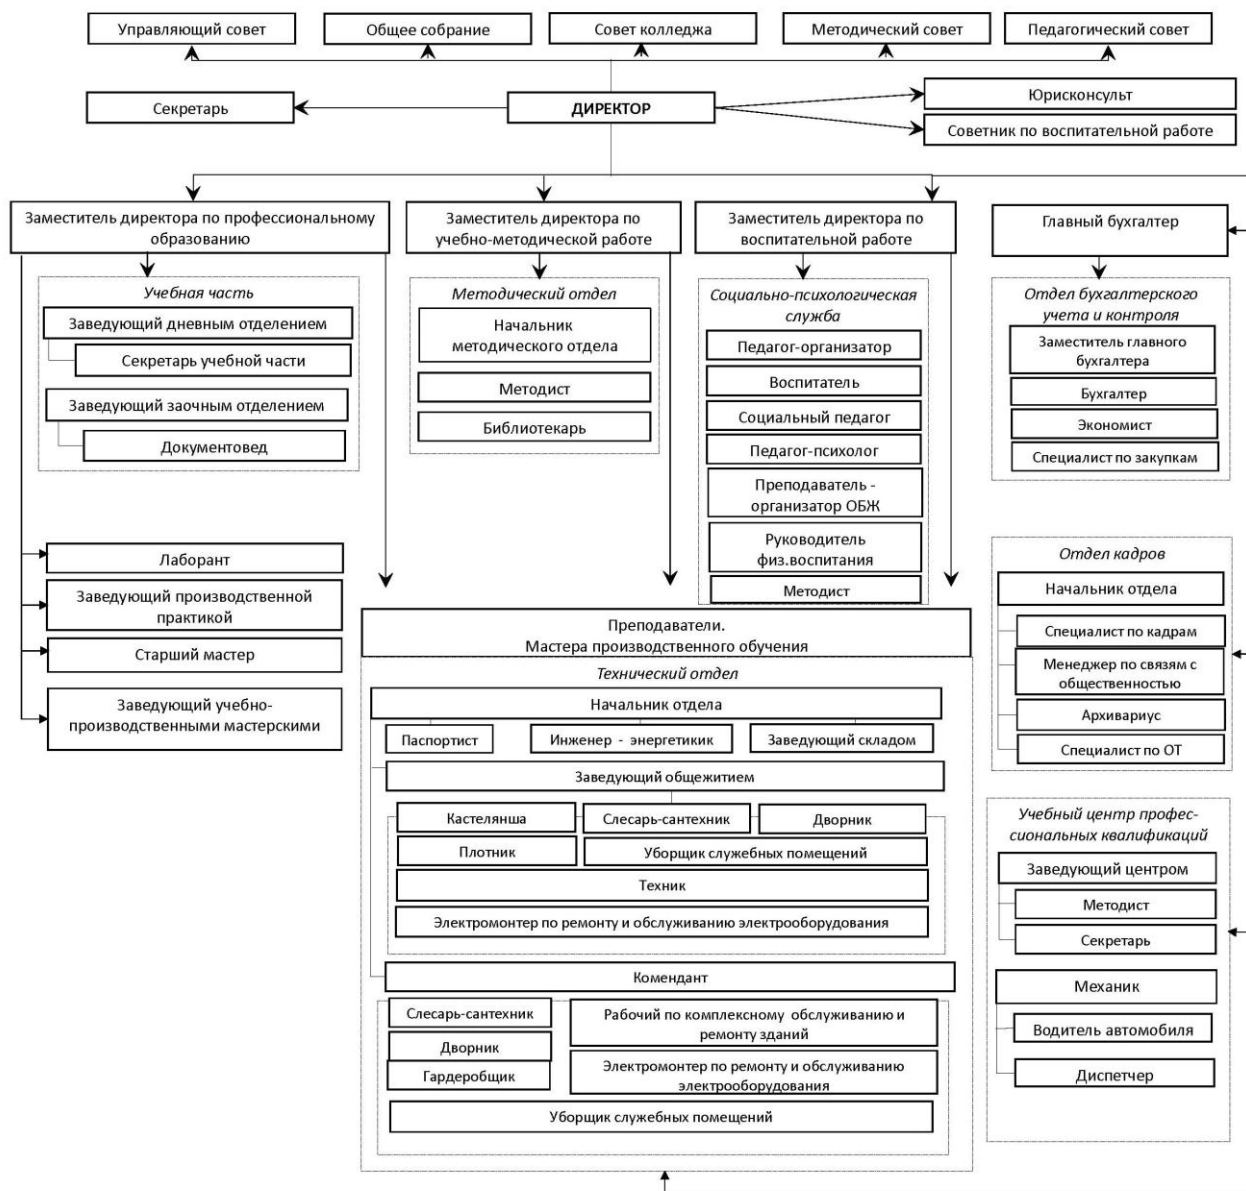 Управляющий совет
Общее собрание
Совет колледжа
Методический совет
Педагогический совет
Секретарь
ДИРЕКТОР
Юрисконсульт
Советник по воспитательной работе
Заместитель директора по профессиональному
образованию
Заместитель директора по
учебно-методической работе
Заместитель директора по
воспитательной работе
Главный бухгалтер
Учебная часть
Заведующий дневным отделением
Секретарь учебной части
Заведующий заочным отделением
Документовед
Методический отдел
Начальник
методического отдела
Методист
Библиотекарь
Социально-психологическая
служба
Педагог-организатор
Воспитатель
Социальный педагог
Педагог-психолог
Преподаватель -
организатор ОБЖ
Руководитель
физ.воспитания
Методист
Отдел бухгалтерского
учета и контроля
Заместитель главного
бухгалтера
Бухгалтер
Экономист
Специалист по закупкам
Лаборант
Заведующий производственной
практикой
Старший мастер
Заведующий учебно-
производственными мастерскими
Преподаватели.
Мастера производственного обучения
Технический отдел
Начальник отдела
Паспортист
Инженер - энергетикик
Заведующий складом
Заведующий общежитием
Кастелянша
Слесарь-сантехник
Дворник
Плотник
Уборщик служебных помещений
Техник
Электромонтер по ремонту и обслуживанию электрооборудования
Комендант
Слесарь-сантехник
Дворник
Гардеробщик
Рабочий по комплексному обслуживанию и
ремонту зданий
Электромонтер по ремонту и обслуживанию
электрооборудования
Уборщик служебных помещений
Отдел кадров
Начальник отдела
Специалист по кадрам
Менеджер по связям с
общественностью
Архивариус
Специалист по ОТ
Учебный центр профес-
сиональных квалификаций
Заведующий центром
Методист
Секретарь
Механик
Водитель автомобиля
Диспетчер